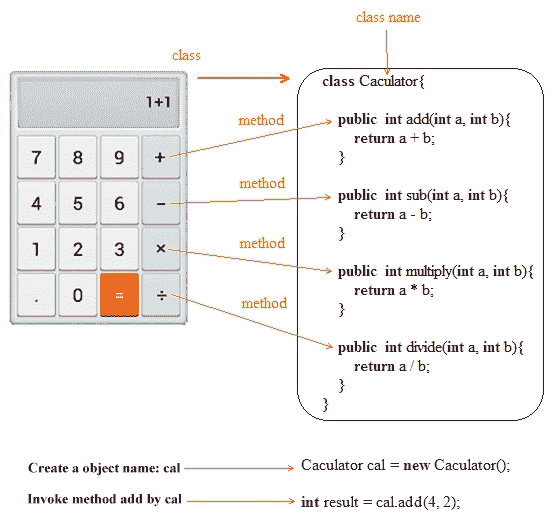 class name
class
class Caculator{
1+1
method
public int add(int a, int b){
return a + b;
}
7 8 9 +
method
public int sub(int a, int b){
return a - b;
}
4 5 6 −
method
1 2 3 ×
public int multiply(int a, int b){
return a * b;
}
. 0 = ÷
method
public int divide(int a, int b){
return a / b;
}
}
Create a object name: cal
Caculator cal = new Caculator();
Invoke method add by cal
int result = cal.add(4, 2);